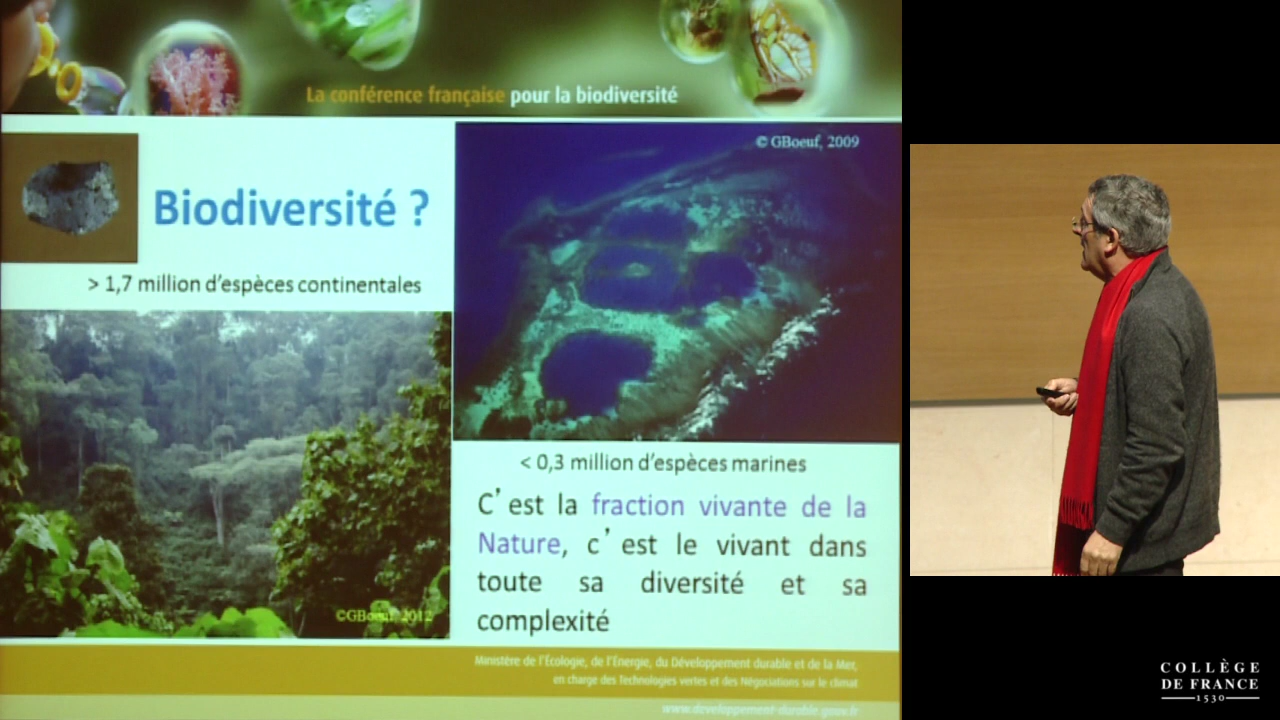 La conférence française pour la biodiversité
© GBoeuf, 2009
Biodiversité ?
> 1,7 million d'espèces continentales
< 0,3 million d'espèces marines
C'est la fraction vivante de la
Nature, c'est le vivant dans
toute sa diversité et sa
complexité
©GBoeuf 2012
Ministère de l'Écologie, de l'Energie, du Développement durable et de la Mer,
en charge des Technologies vertes et des Négociations sur le climat
www.developpement-durable.gouv.fr
COLLÈGE
DE FRANCE
1530